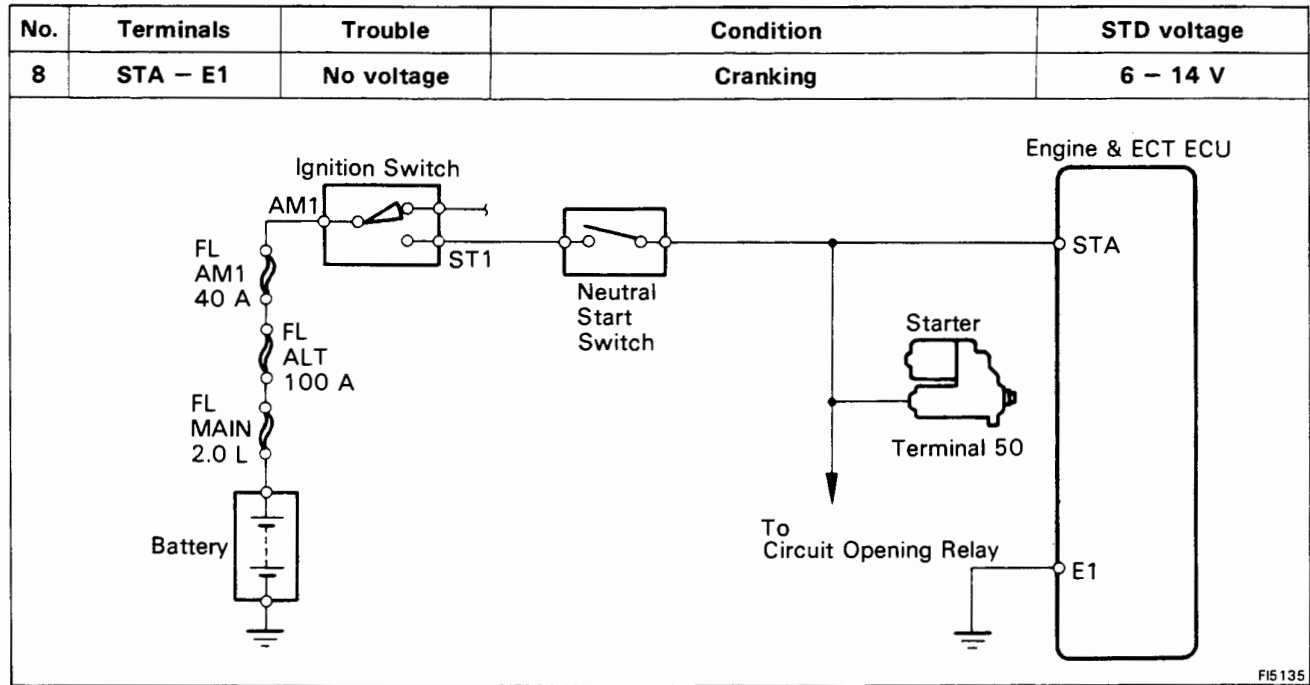 No. Terminals Trouble Condition STD voltage
8 STA – E1 No voltage Cranking 6 – 14 V
Engine & ECT ECU
Ignition Switch
AM1
ST1
STA
FL
AM1
40 A
Neutral
Start
Switch
Starter
FL
ALT
100 A
FL
MAIN
2.0 L
Terminal 50
Battery
To
Circuit Opening Relay
E1
FI5135